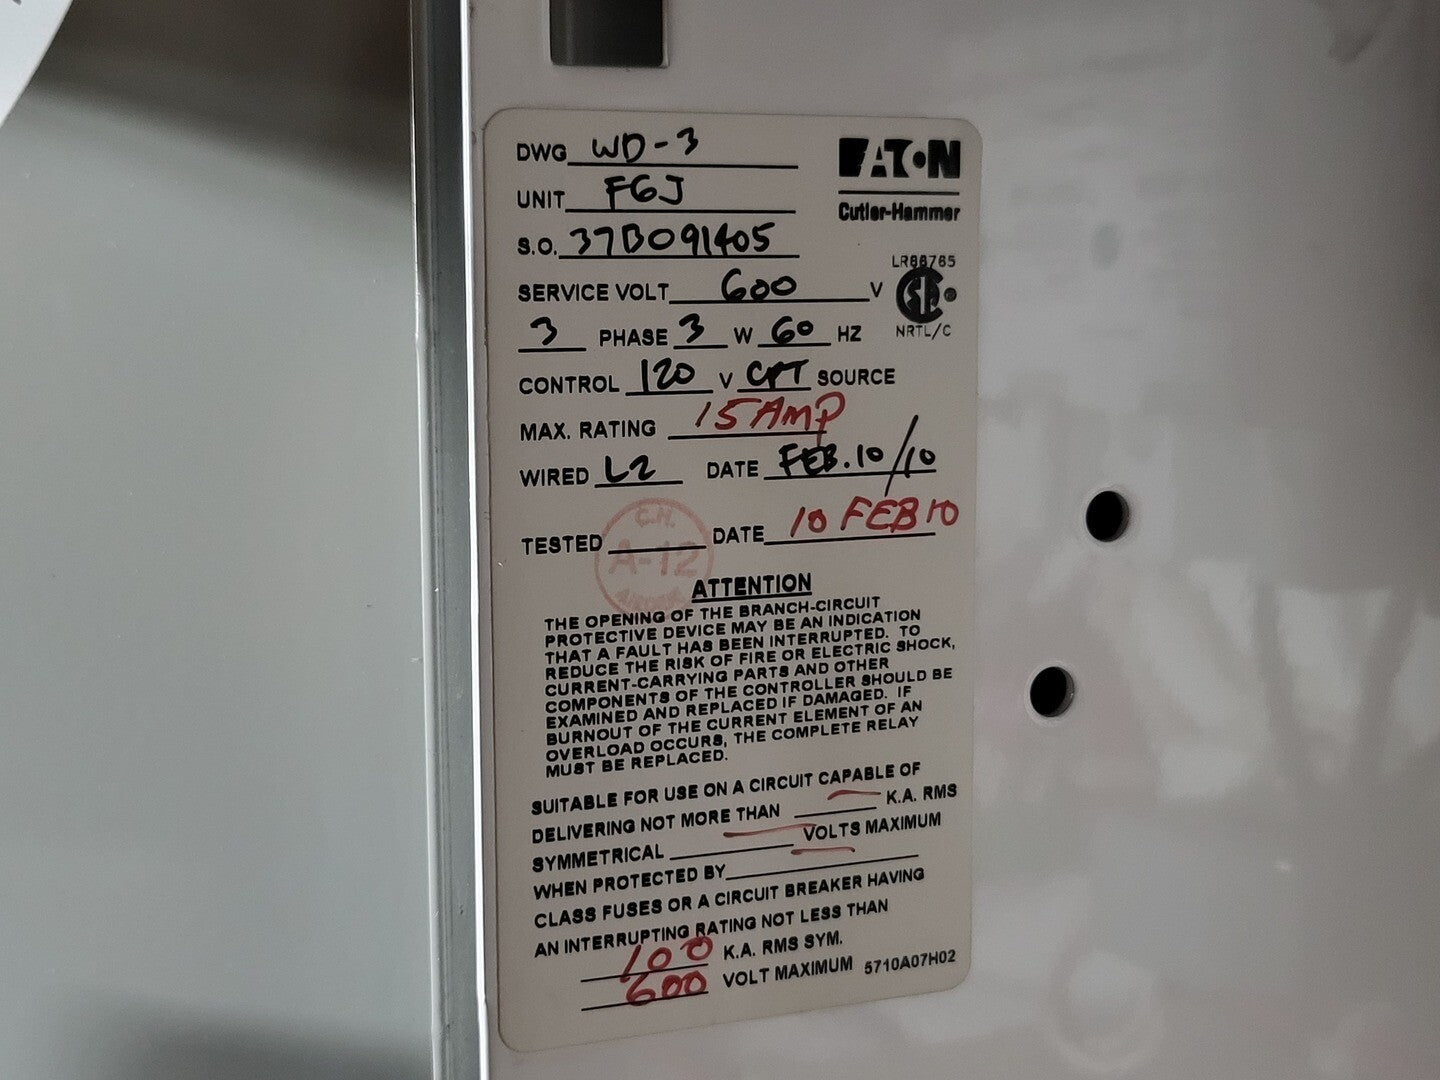 DWG WD-3
UNIT FGJ
S.O. 37B091405
EATON
Cutler-Hammer
SERVICE VOLT 600 V
LR86765
NRTL/C
3 PHASE 3 W 60 HZ
CONTROL 120 V CPT SOURCE
MAX. RATING 15 AMP
WIRED L2 DATE FEB.10/10
TESTED DATE 10 FEB 10
C.H.
A-12
ATTENTION
THE OPENING OF THE BRANCH-CIRCUIT
PROTECTIVE DEVICE MAY BE AN INDICATION
THAT A FAULT HAS BEEN INTERRUPTED. TO
REDUCE THE RISK OF FIRE OR ELECTRIC SHOCK,
CURRENT-CARRYING PARTS AND OTHER
COMPONENTS OF THE CONTROLLER SHOULD BE
EXAMINED AND REPLACED IF DAMAGED. IF
BURNOUT OF THE CURRENT ELEMENT OF AN
OVERLOAD OCCURS, THE COMPLETE RELAY
MUST BE REPLACED.
SUITABLE FOR USE ON A CIRCUIT CAPABLE OF
DELIVERING NOT MORE THAN K.A. RMS
SYMMETRICAL VOLTS MAXIMUM
WHEN PROTECTED BY
CLASS FUSES OR A CIRCUIT BREAKER HAVING
AN INTERRUPTING RATING NOT LESS THAN
100 K.A. RMS SYM.
600 VOLT MAXIMUM 5710A07H02